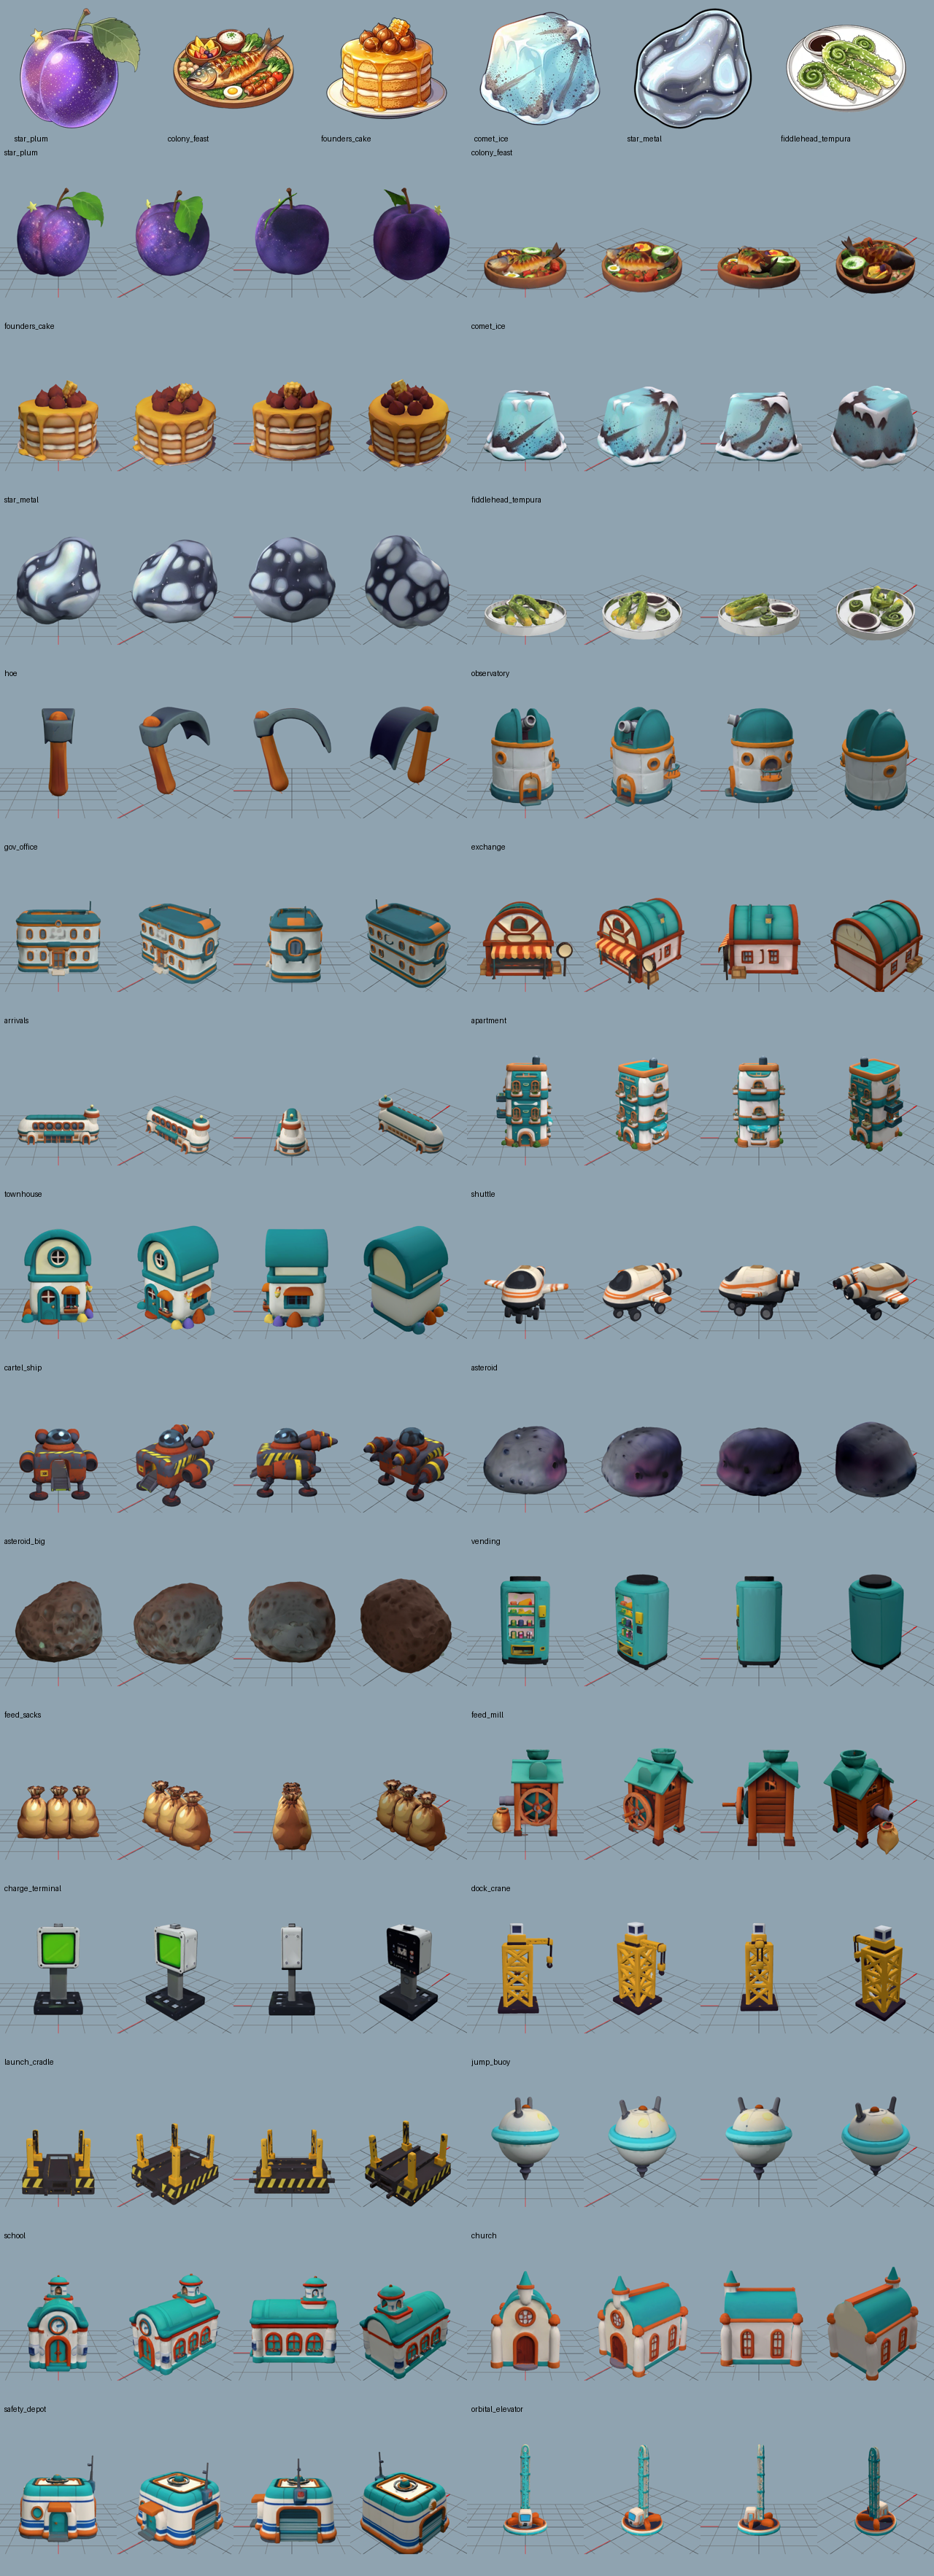 star_plum colony_feast founders_cake comet_ice star_metal fiddlehead_tempura
star_plum colony_feast
founders_cake comet_ice
star_metal fiddlehead_tempura
hoe observatory
gov_office exchange
arrivals apartment
townhouse shuttle
cartel_ship asteroid
asteroid_big vending
feed_sacks feed_mill
charge_terminal dock_crane
launch_cradle jump_buoy
school church
safety_depot orbital_elevator